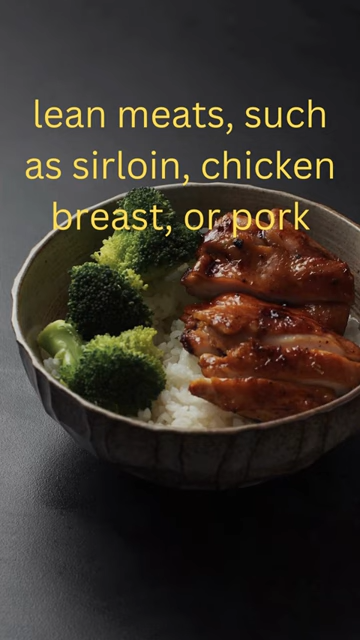 lean meats, such
as sirloin, chicken
breast, or pork